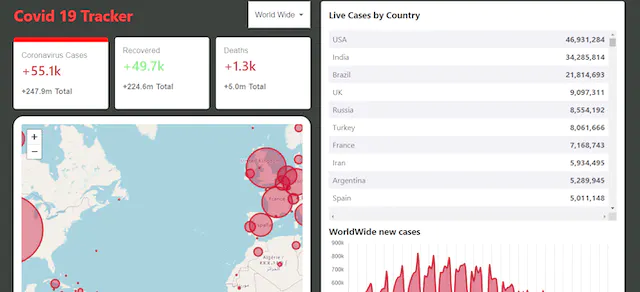 Covid 19 Tracker
World Wide
Coronavirus Cases
+55.1k
+247.9m Total
Recovered
+49.7k
+224.6m Total
Deaths
+1.3k
+5.0m Total
+
−
Live Cases by Country
USA 46,931,284
India 34,285,814
Brazil 21,814,693
UK 9,097,311
Russia 8,554,192
Turkey 8,061,666
France 7,168,743
Iran 5,934,495
Argentina 5,289,945
Spain 5,011,148
WorldWide new cases
900k
800k
700k
600k